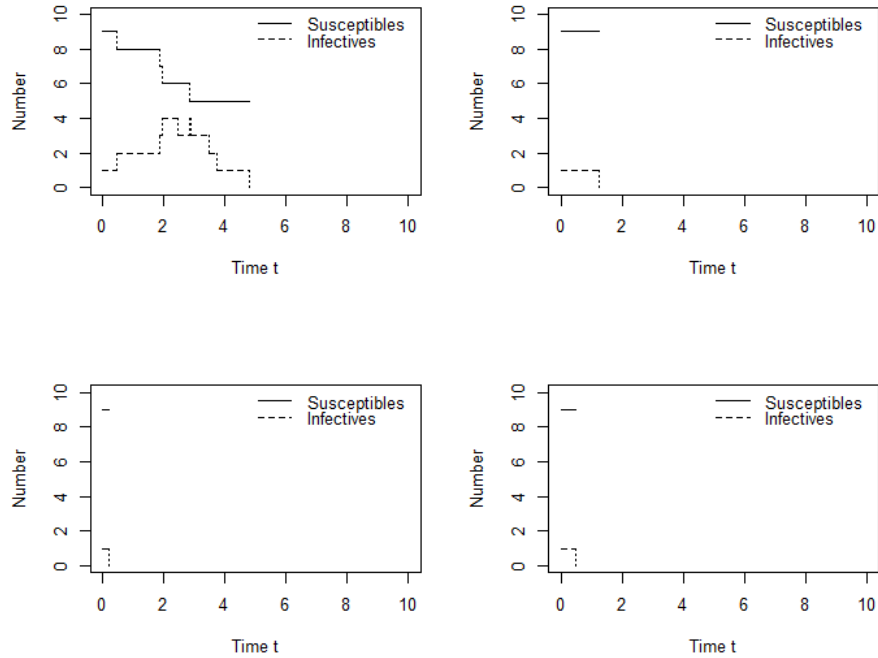 10
Susceptibles
Infectives
8
6
4
2
0
Number
0 2 4 6 8 10
Time t
10
Susceptibles
Infectives
8
6
4
2
0
Number
0 2 4 6 8 10
Time t
10
Susceptibles
Infectives
8
6
4
2
0
Number
0 2 4 6 8 10
Time t
10
Susceptibles
Infectives
8
6
4
2
0
Number
0 2 4 6 8 10
Time t